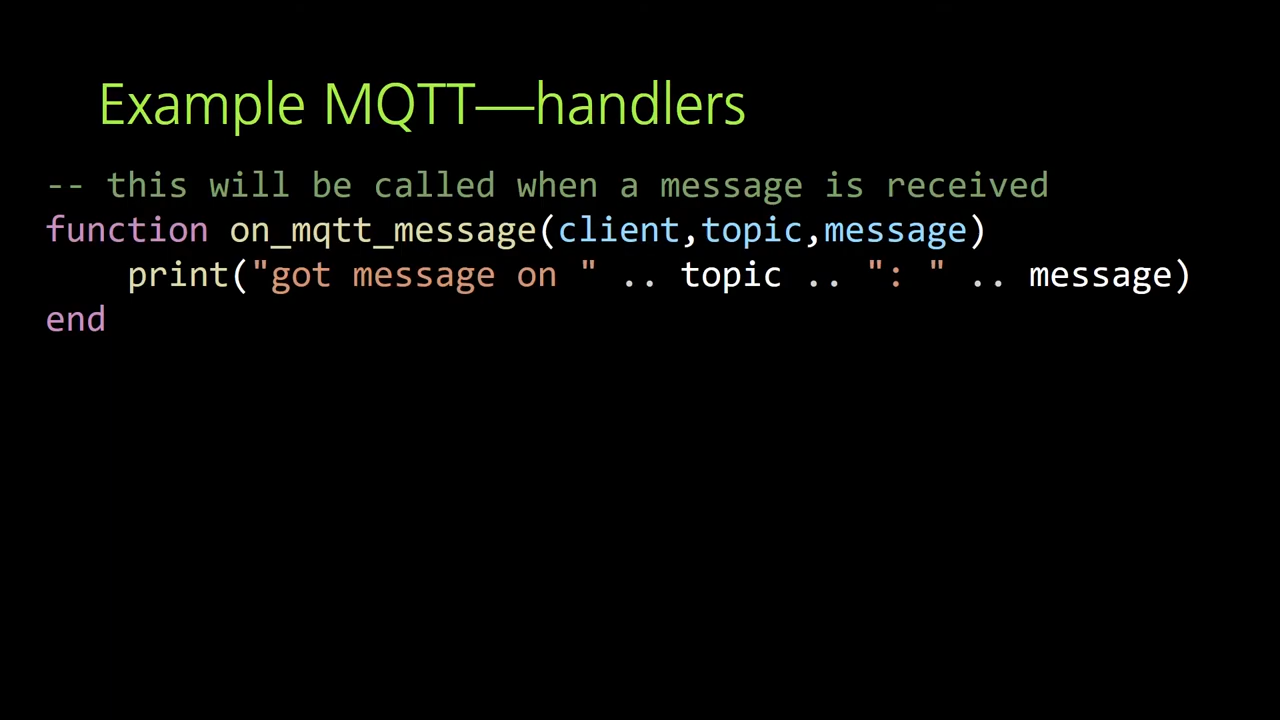 Example MQTT—handlers
-- this will be called when a message is received
function on_mqtt_message(client,topic,message)
    print("got message on " .. topic .. ": " .. message)
end